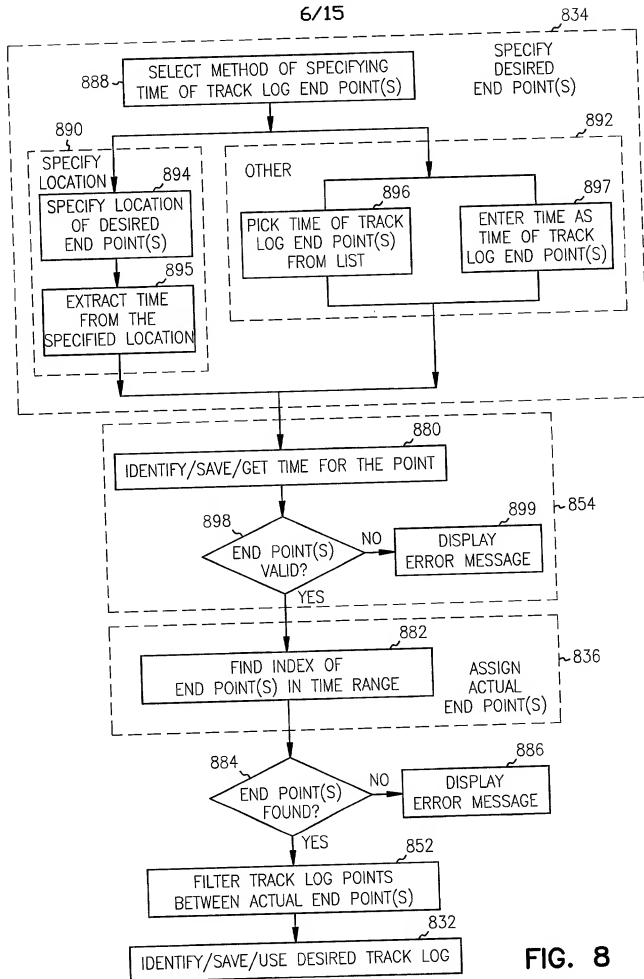 6/15
834
SPECIFY
DESIRED
END POINT(S)
888
SELECT METHOD OF SPECIFYING
TIME OF TRACK LOG END POINT(S)
890
SPECIFY
LOCATION
894
SPECIFY LOCATION
OF DESIRED
END POINT(S)
895
EXTRACT TIME
FROM THE
SPECIFIED LOCATION
892
OTHER
896
PICK TIME OF TRACK
LOG END POINT(S)
FROM LIST
897
ENTER TIME AS
TIME OF TRACK
LOG END POINT(S)
880
IDENTIFY/SAVE/GET TIME FOR THE POINT
854
898
END POINT(S)
VALID?
NO
899
DISPLAY
ERROR MESSAGE
YES
882
FIND INDEX OF
END POINT(S) IN TIME RANGE
836
ASSIGN
ACTUAL
END POINT(S)
884
END POINT(S)
FOUND?
NO
886
DISPLAY
ERROR MESSAGE
YES
852
FILTER TRACK LOG POINTS
BETWEEN ACTUAL END POINT(S)
832
IDENTIFY/SAVE/USE DESIRED TRACK LOG
FIG. 8